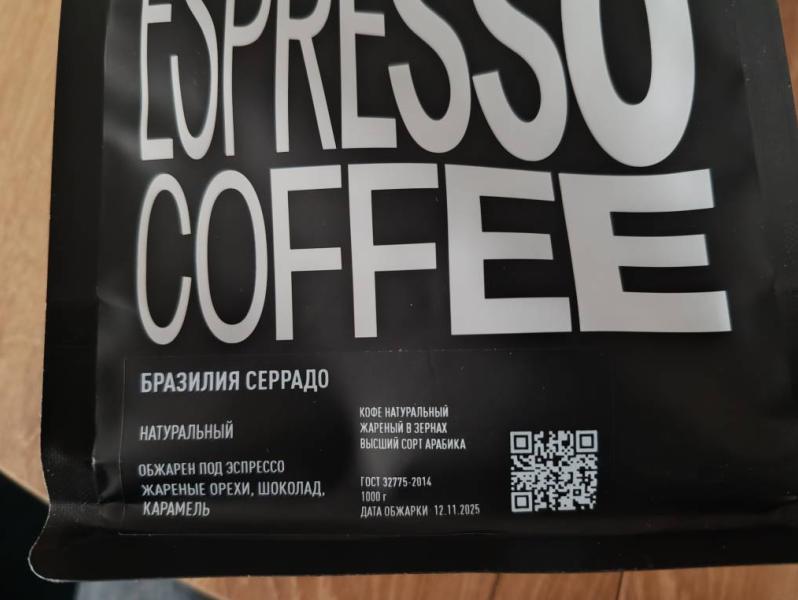 ESPRESSO
COFFEE
БРАЗИЛИЯ СЕРРАДО
НАТУРАЛЬНЫЙ
ОБЖАРЕН ПОД ЭСПРЕССО
ЖАРЕНЫЕ ОРЕХИ, ШОКОЛАД,
КАРАМЕЛЬ
КОФЕ НАТУРАЛЬНЫЙ
ЖАРЕНЫЙ В ЗЕРНАХ
ВЫСШИЙ СОРТ АРАБИКА
ГОСТ 32775-2014
1000 г
ДАТА ОБЖАРКИ 12.11.2025